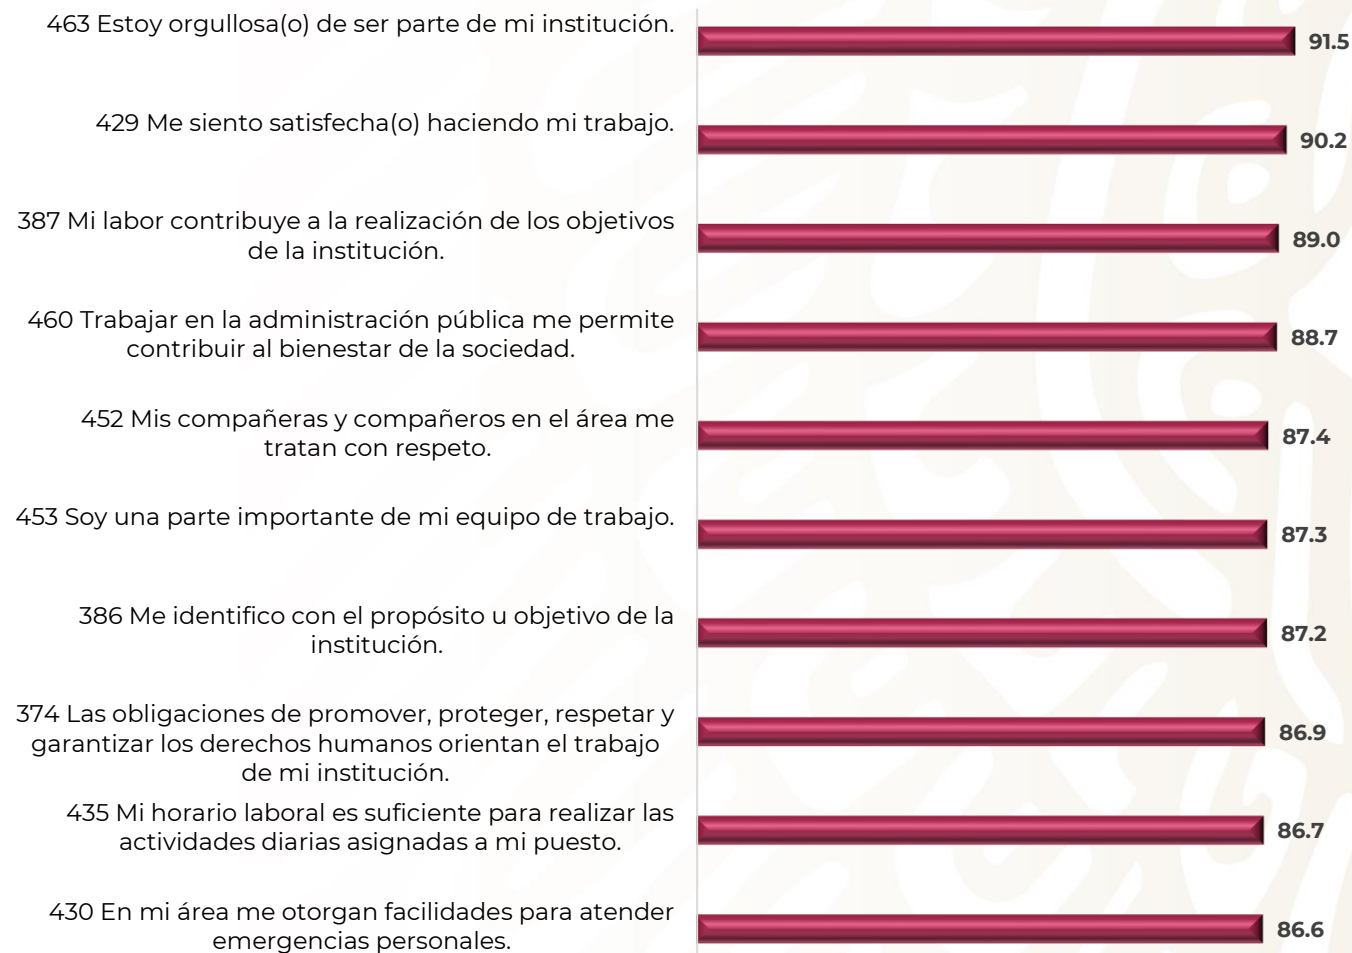 463 Estoy orgullosa(o) de ser parte de mi institución.
91.5
429 Me siento satisfecha(o) haciendo mi trabajo.
90.2
387 Mi labor contribuye a la realización de los objetivos
de la institución.
89.0
460 Trabajar en la administración pública me permite
contribuir al bienestar de la sociedad.
88.7
452 Mis compañeras y compañeros en el área me
tratan con respeto.
87.4
453 Soy una parte importante de mi equipo de trabajo.
87.3
386 Me identifico con el propósito u objetivo de la
institución.
87.2
374 Las obligaciones de promover, proteger, respetar y
garantizar los derechos humanos orientan el trabajo
de mi institución.
86.9
435 Mi horario laboral es suficiente para realizar las
actividades diarias asignadas a mi puesto.
86.7
430 En mi área me otorgan facilidades para atender
emergencias personales.
86.6